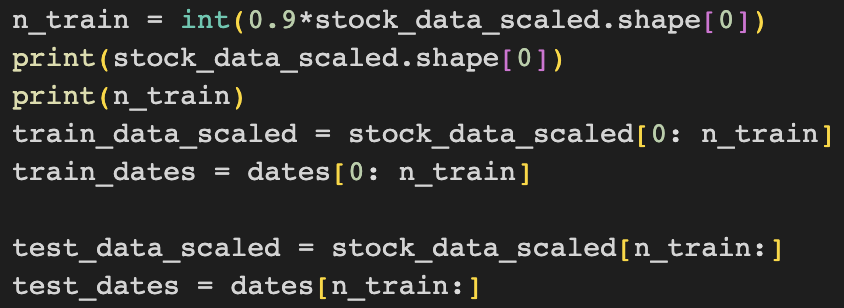 n_train = int(0.9*stock_data_scaled.shape[0])
print(stock_data_scaled.shape[0])
print(n_train)
train_data_scaled = stock_data_scaled[0: n_train]
train_dates = dates[0: n_train]

test_data_scaled = stock_data_scaled[n_train:]
test_dates = dates[n_train:]